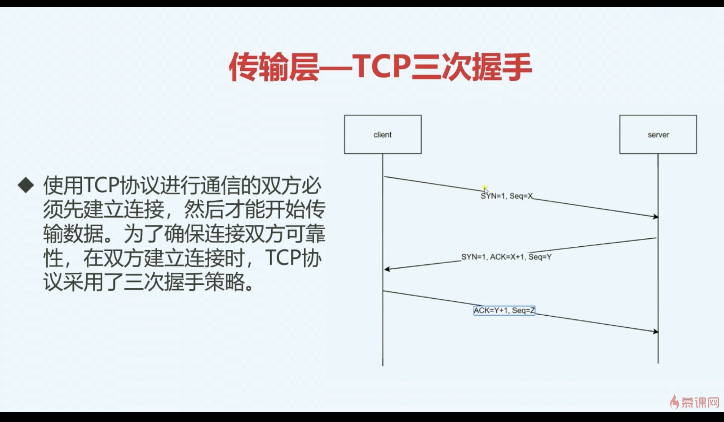 传输层—TCP三次握手
client
server
◆ 使用TCP协议进行通信的双方必
须先建立连接，然后才能开始传
输数据。为了确保连接双方可靠
性，在双方建立连接时，TCP协
议采用了三次握手策略。
SYN=1, Seq=X
SYN=1, ACK=X+1, Seq=Y
ACK=Y+1, Seq=Z
慕课网